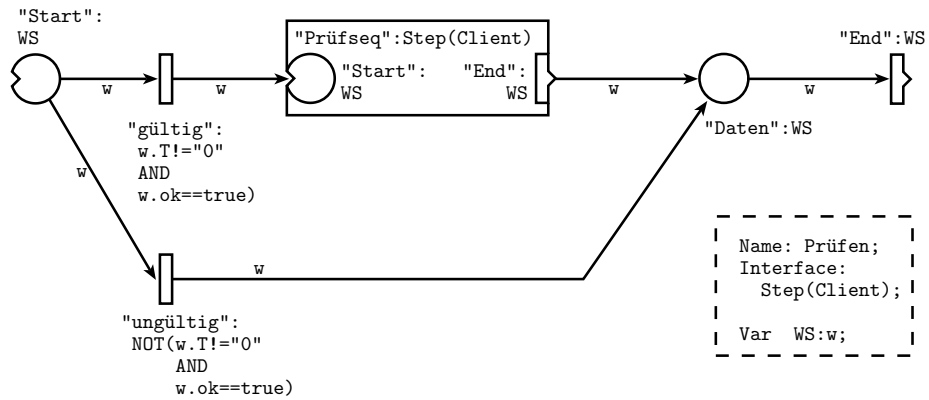 "Start":
WS
w
w
"Prüfseq":Step(Client)
"Start":
WS
"End":
WS
w
w
"End":WS
"Daten":WS
"gültig":
w.T!="0"
AND
w.ok==true)
w
w
"ungültig":
NOT(w.T!="0"
AND
w.ok==true)
Name: Prüfen;
Interface:
Step(Client);
Var WS:w;